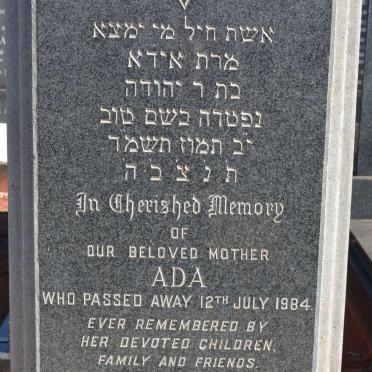 אשת חיל מי ימצא
מרת אידא
בת ר יהודה
נפטרה בשם טוב
יב תמוז תשמד
ת נ צ ב ה
In Cherished Memory
OF
OUR BELOVED MOTHER
ADA
WHO PASSED AWAY 12TH JULY 1984.
EVER REMEMBERED BY
HER DEVOTED CHILDREN,
FAMILY AND FRIENDS.